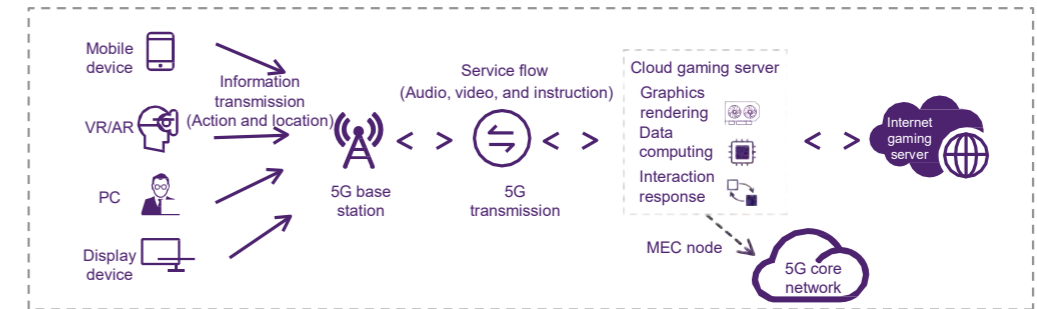 Mobile
device
VR/AR
PC
Display
device
Information
transmission
(Action and location)
5G base
station
Service flow
(Audio, video, and instruction)
5G
transmission
Cloud gaming server
Graphics
rendering
Data
computing
Interaction
response
MEC node
5G core
network
Internet
gaming
server